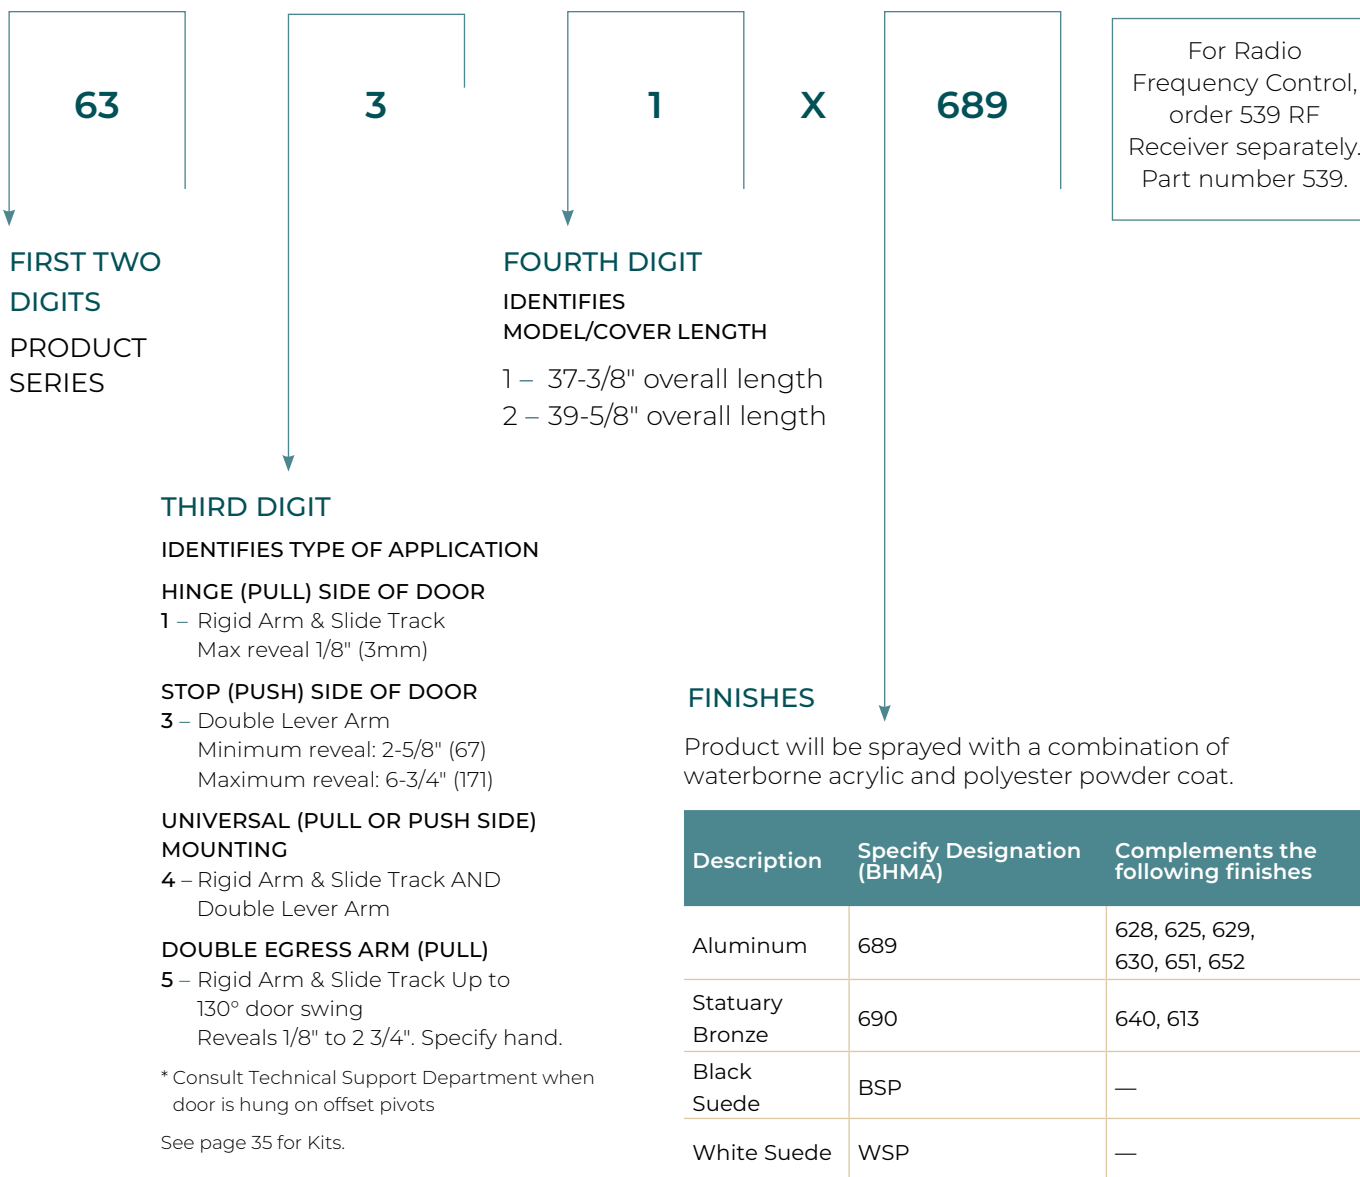 63 3 1 X 689
For Radio
Frequency Control,
order 539 RF
Receiver separately.
Part number 539.
FIRST TWO
DIGITS
PRODUCT
SERIES
FOURTH DIGIT
IDENTIFIES
MODEL/COVER LENGTH
1 – 37-3/8" overall length
2 – 39-5/8" overall length
THIRD DIGIT
IDENTIFIES TYPE OF APPLICATION
HINGE (PULL) SIDE OF DOOR
1 – Rigid Arm & Slide Track
Max reveal 1/8" (3mm)
STOP (PUSH) SIDE OF DOOR
3 – Double Lever Arm
Minimum reveal: 2-5/8" (67)
Maximum reveal: 6-3/4" (171)
UNIVERSAL (PULL OR PUSH SIDE)
MOUNTING
4 – Rigid Arm & Slide Track AND
Double Lever Arm
DOUBLE EGRESS ARM (PULL)
5 – Rigid Arm & Slide Track Up to
130° door swing
Reveals 1/8" to 2 3/4". Specify hand.
* Consult Technical Support Department when
door is hung on offset pivots
See page 35 for Kits.
FINISHES
Product will be sprayed with a combination of
waterborne acrylic and polyester powder coat.
Description
Specify Designation
(BHMA)
Complements the
following finishes
Aluminum
689
628, 625, 629,
630, 651, 652
Statuary
Bronze
690
640, 613
Black
Suede
BSP
—
White Suede
WSP
—